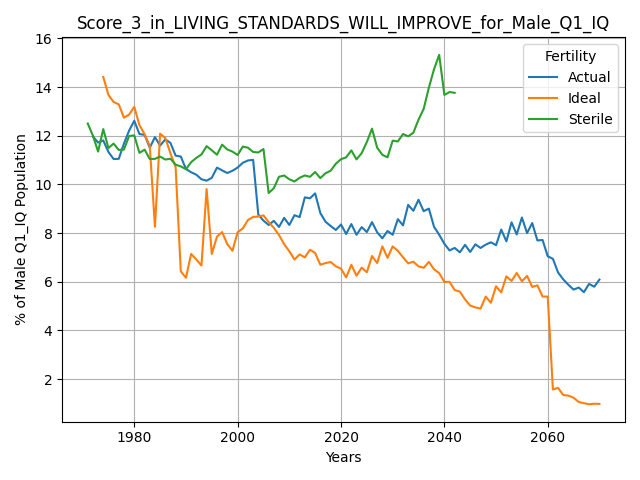 Score_3_in_LIVING_STANDARDS_WILL_IMPROVE_for_Male_Q1_IQ
16
14
12
10
8
6
4
2
% of Male Q1_IQ Population
Fertility
Actual
Ideal
Sterile
1980
2000
2020
2040
2060
Years